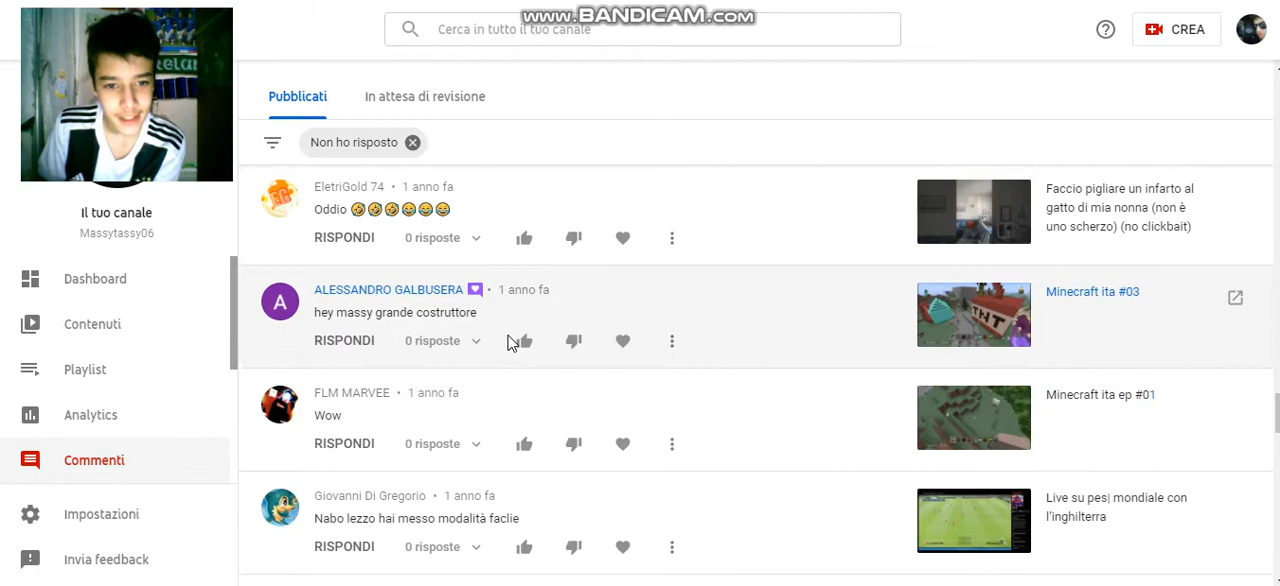 www.BANDICAM.com
Cerca in tutto il tuo canale
CREA
Pubblicati
In attesa di revisione
Non ho risposto
Il tuo canale
Massytassy06
Dashboard
Contenuti
Playlist
Analytics
Commenti
Impostazioni
Invia feedback
EletriGold 74 • 1 anno fa
Oddio 🤣🤣🤣😂😂😂
RISPONDI 0 risposte
Faccio pigliare un infarto al
gatto di mia nonna (non è
uno scherzo) (no clickbait)
A
ALESSANDRO GALBUSERA • 1 anno fa
hey massy grande costruttore
RISPONDI 0 risposte
TNT
Minecraft ita #03
FLM MARVEE • 1 anno fa
Wow
RISPONDI 0 risposte
Minecraft ita ep #01
Giovanni Di Gregorio • 1 anno fa
Nabo lezzo hai messo modalità faclie
RISPONDI 0 risposte
Live su pes| mondiale con
l'inghilterra